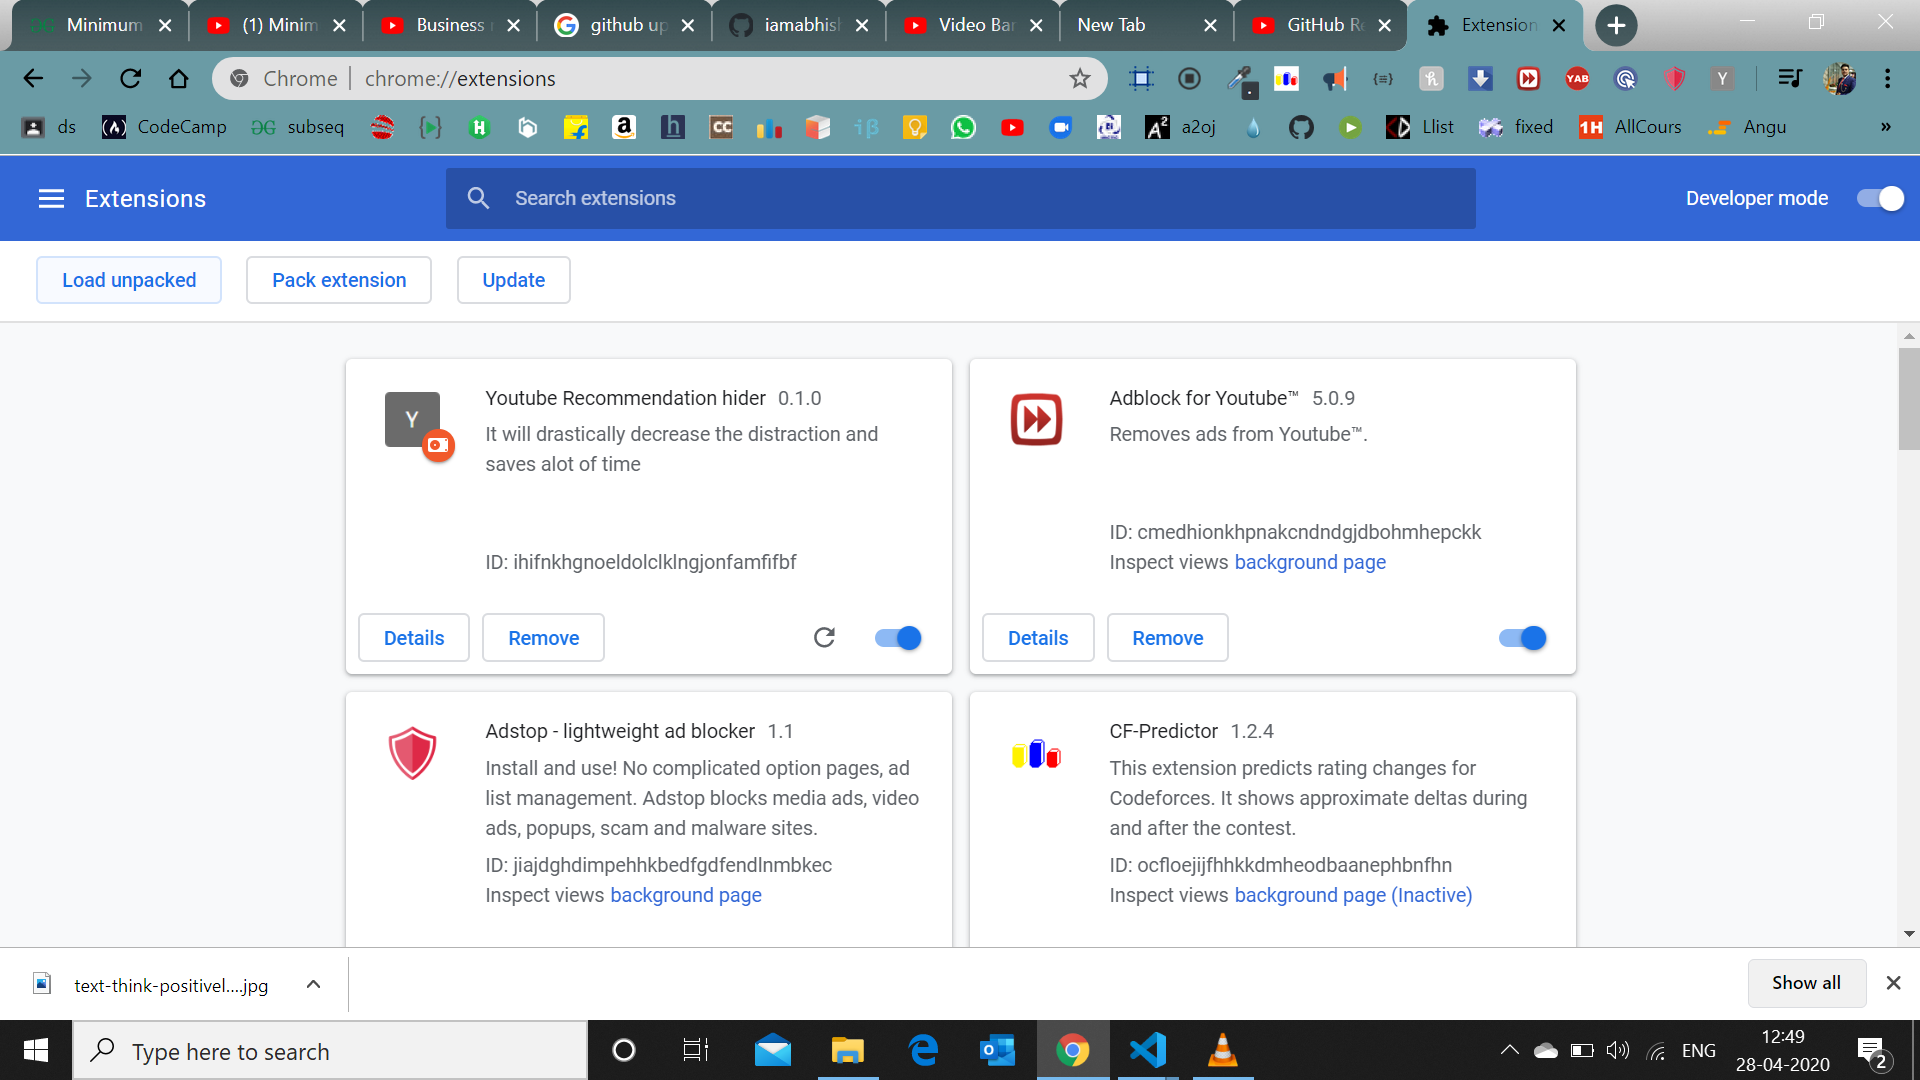 Minimum
(1) Minim
Business
github up
iamabhish
Video Bar
New Tab
GitHub Re
Extension
Chrome
chrome://extensions
YAB
Y
ds
CodeCamp
subseq
CC
a2oj
Llist
fixed
1H
AllCours
Angu
»
Extensions
Search extensions
Developer mode
Load unpacked
Pack extension
Update
Y
Youtube Recommendation hider 0.1.0
It will drastically decrease the distraction and
saves alot of time
ID: ihifnkhgnoeldolclklngjonfamfifbf
Details
Remove
Adblock for Youtube™ 5.0.9
Removes ads from Youtube™.
ID: cmedhionkhpnakcndndgjdbohmhepckk
Inspect views background page
Details
Remove
Adstop - lightweight ad blocker 1.1
Install and use! No complicated option pages, ad
list management. Adstop blocks media ads, video
ads, popups, scam and malware sites.
ID: jiajdghdimpehhkbedfgdfendlnmbkec
Inspect views background page
CF-Predictor 1.2.4
This extension predicts rating changes for
Codeforces. It shows approximate deltas during
and after the contest.
ID: ocfloejijfhhkkdmheodbaanephbnfhn
Inspect views background page (Inactive)
text-think-positivel....jpg
Show all
Type here to search
ENG
12:49
28-04-2020
2